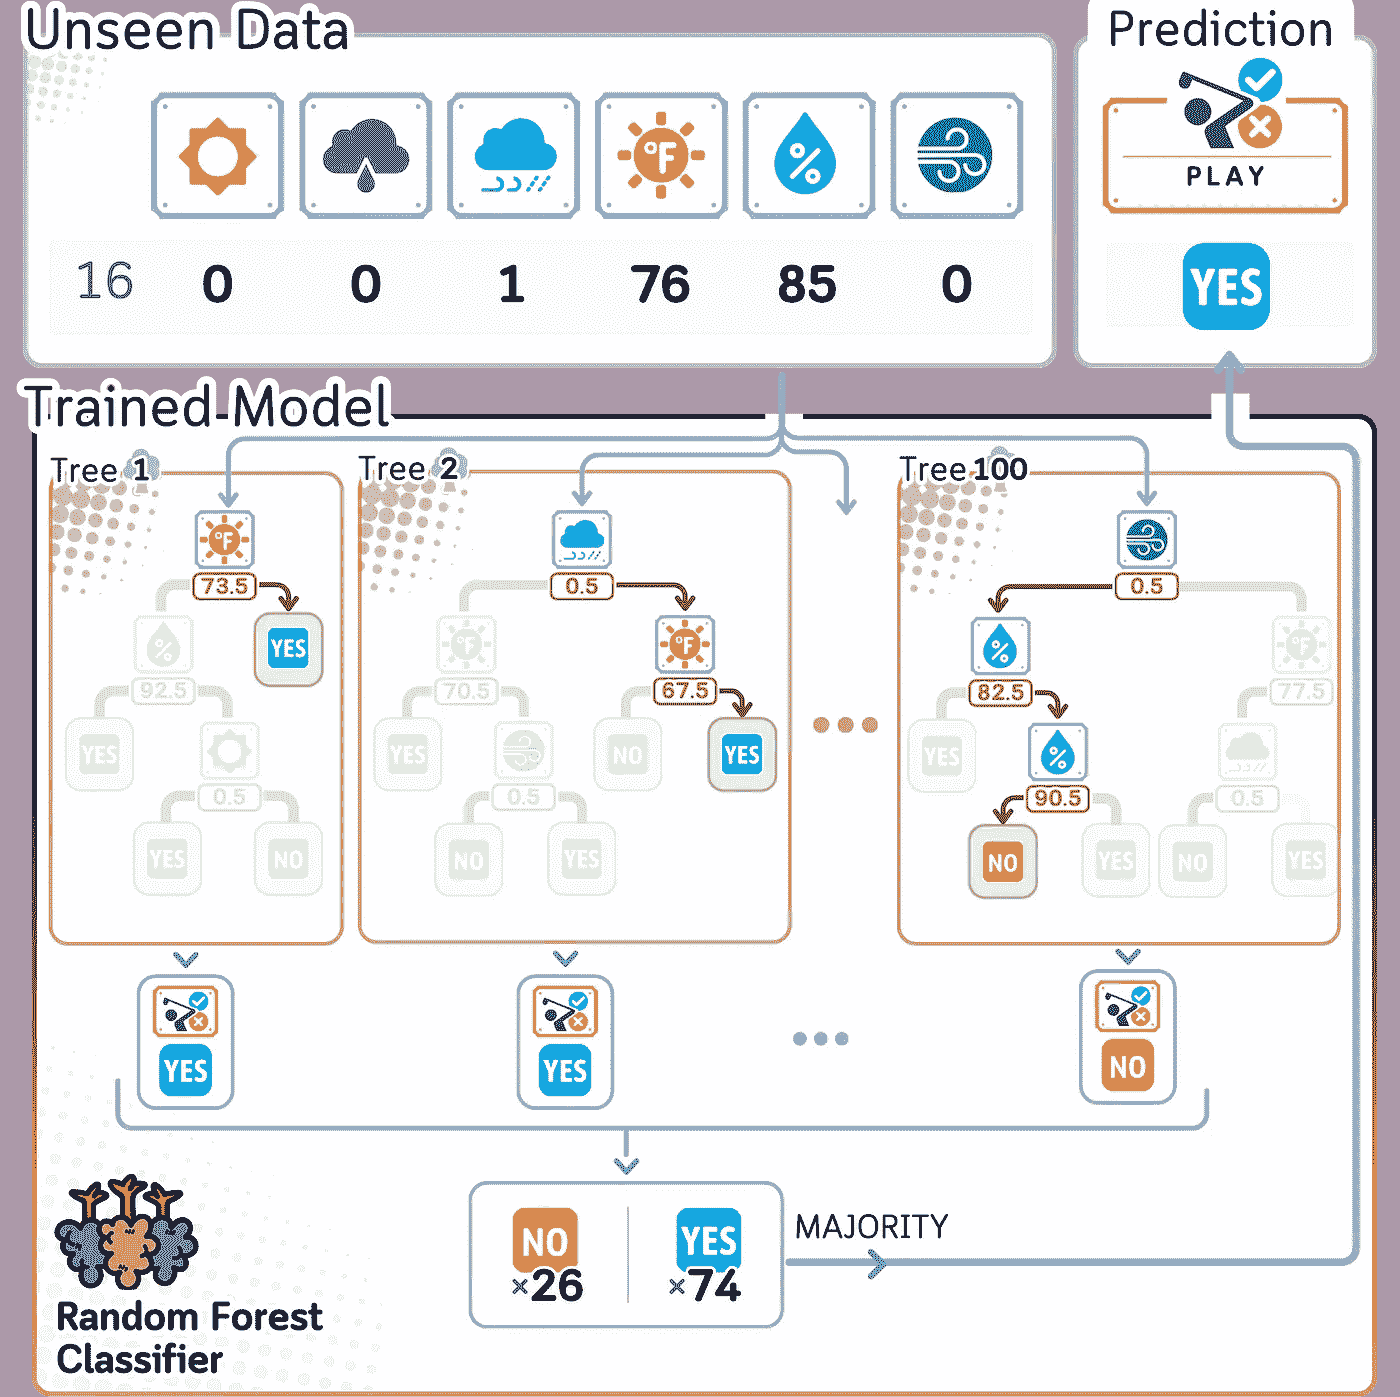 Unseen Data
Prediction
°F
%
PLAY
16 0 0 1 76 85 0
YES
Trained Model
Tree 1
Tree 2
Tree 100
°F
73.5
0.5
0.5
%
YES
°F
°F
%
°F
92.5
70.5
67.5
82.5
77.5
YES
YES
NO
YES
YES
%
0.5
0.5
90.5
0.5
YES
NO
NO
YES
NO
YES
NO
YES
YES
YES
NO
NO
YES
MAJORITY
×26
×74
Random Forest
Classifier